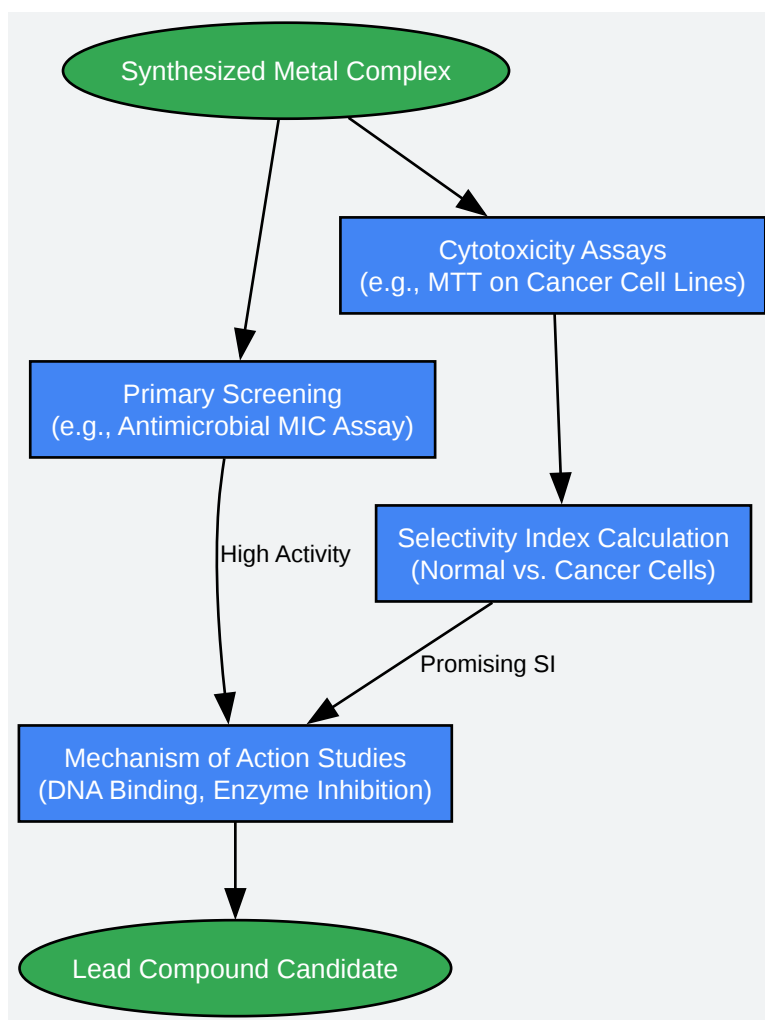 Synthesized Metal Complex
Cytotoxicity Assays
(e.g., MTT on Cancer Cell Lines)
Primary Screening
(e.g., Antimicrobial MIC Assay)
Selectivity Index Calculation
(Normal vs. Cancer Cells)
High Activity
Promising SI
Mechanism of Action Studies
(DNA Binding, Enzyme Inhibition)
Lead Compound Candidate